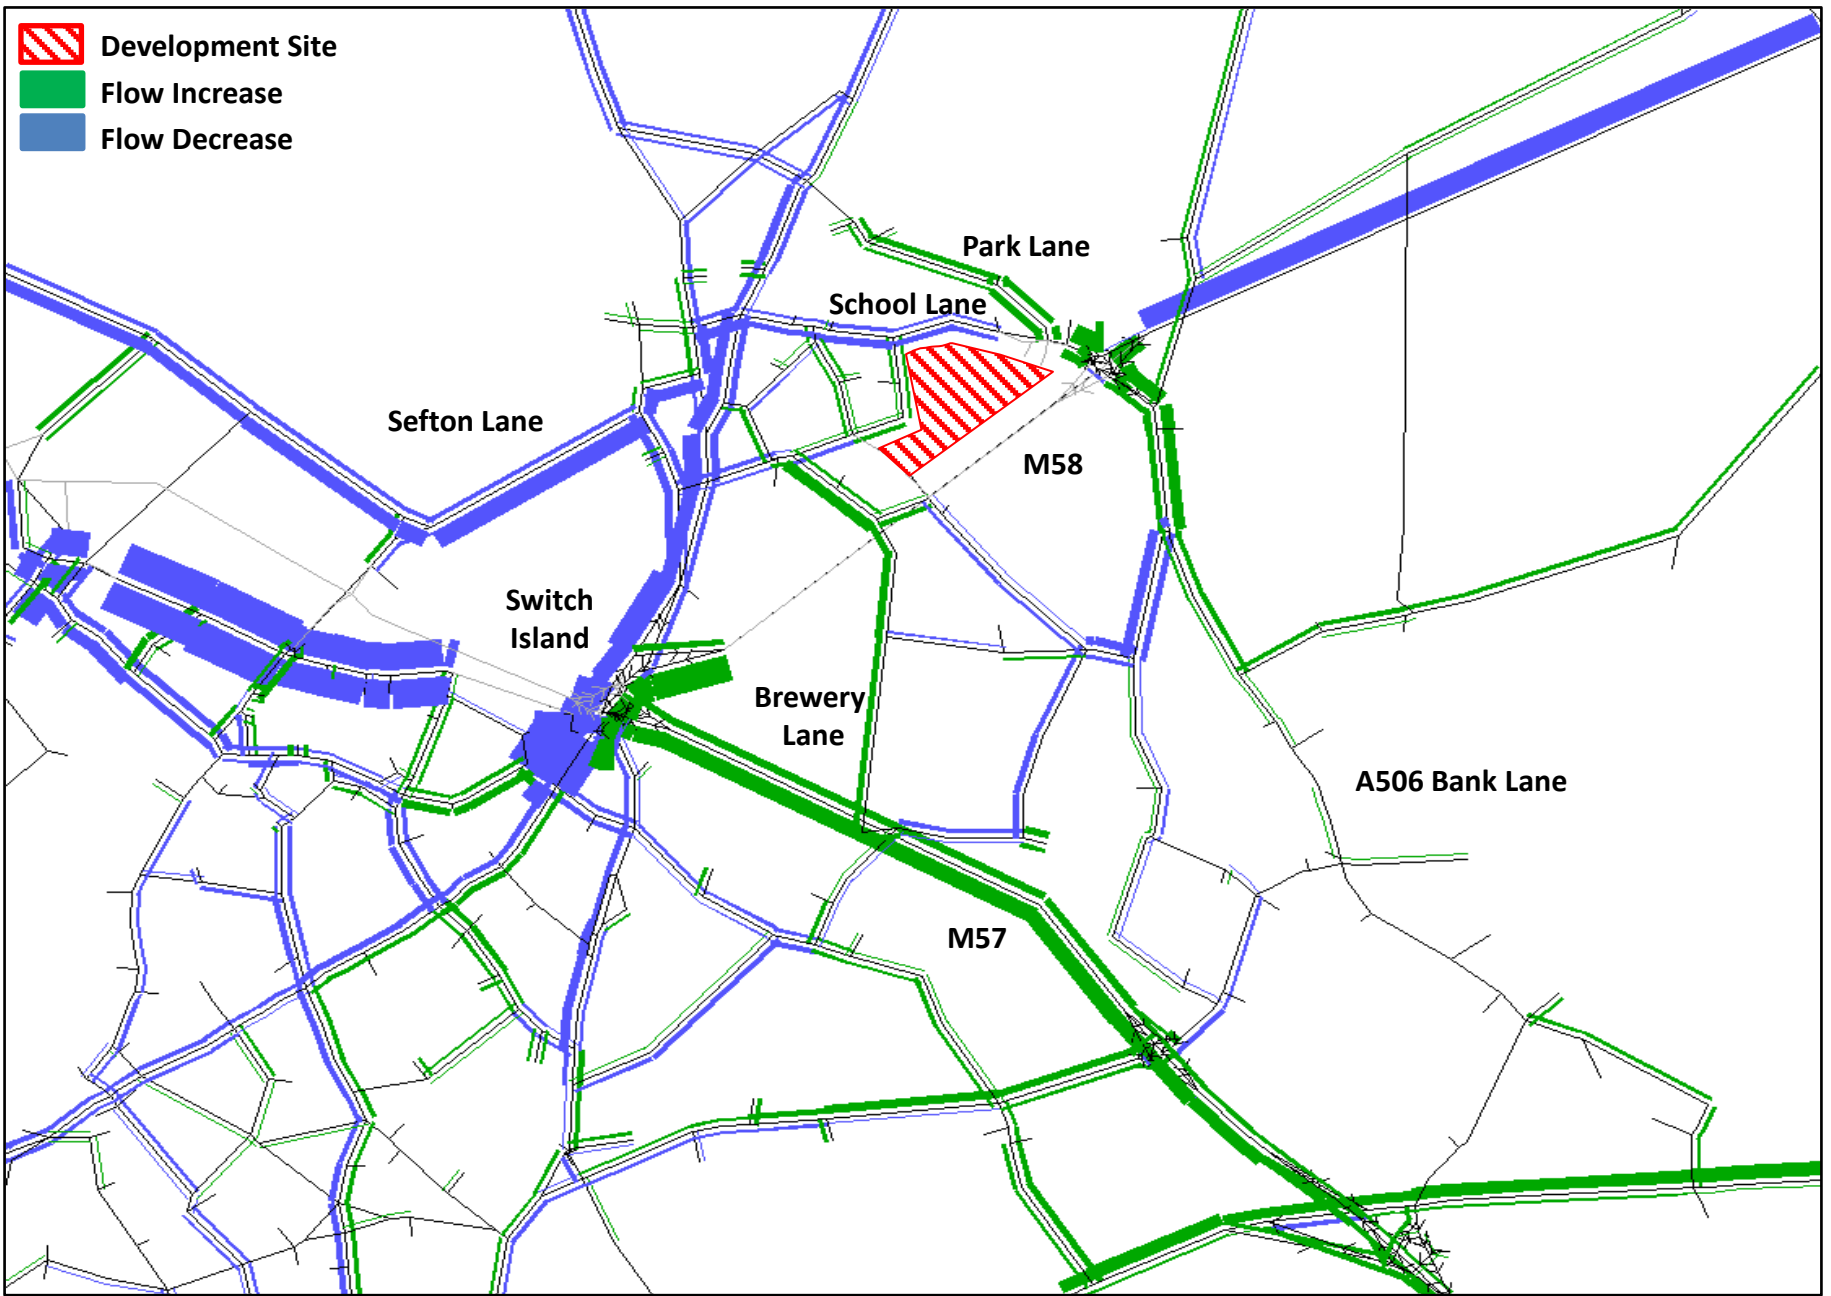 Development Site
Flow Increase
Flow Decrease
Park Lane
School Lane
Sefton Lane
M58
Switch
Island
Brewery
Lane
A506 Bank Lane
M57